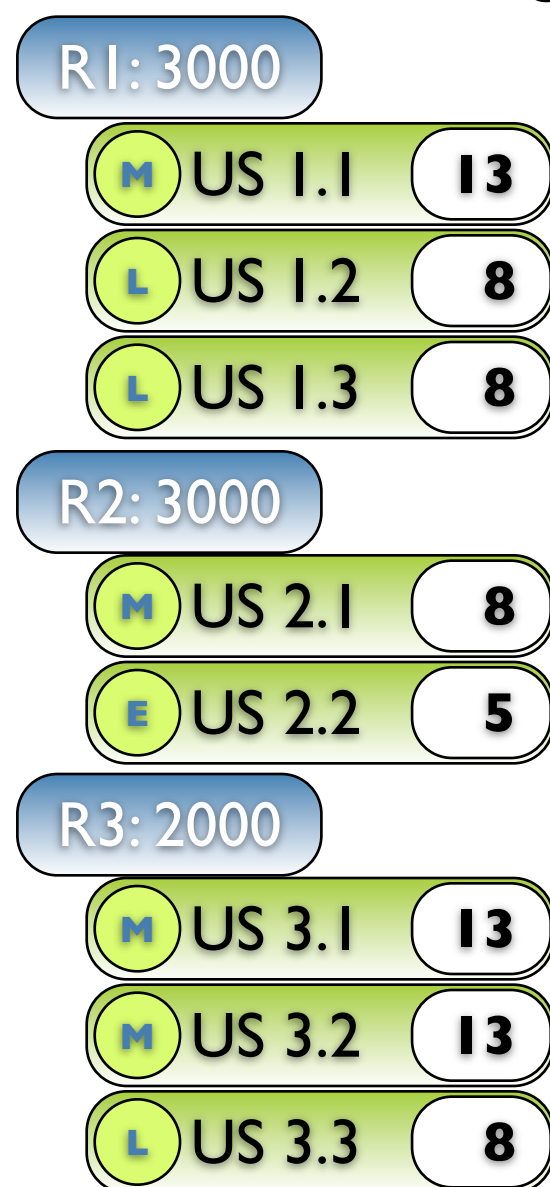 R1: 3000
M US 1.1 13
L US 1.2 8
L US 1.3 8
R2: 3000
M US 2.1 8
E US 2.2 5
R3: 2000
M US 3.1 13
M US 3.2 13
L US 3.3 8